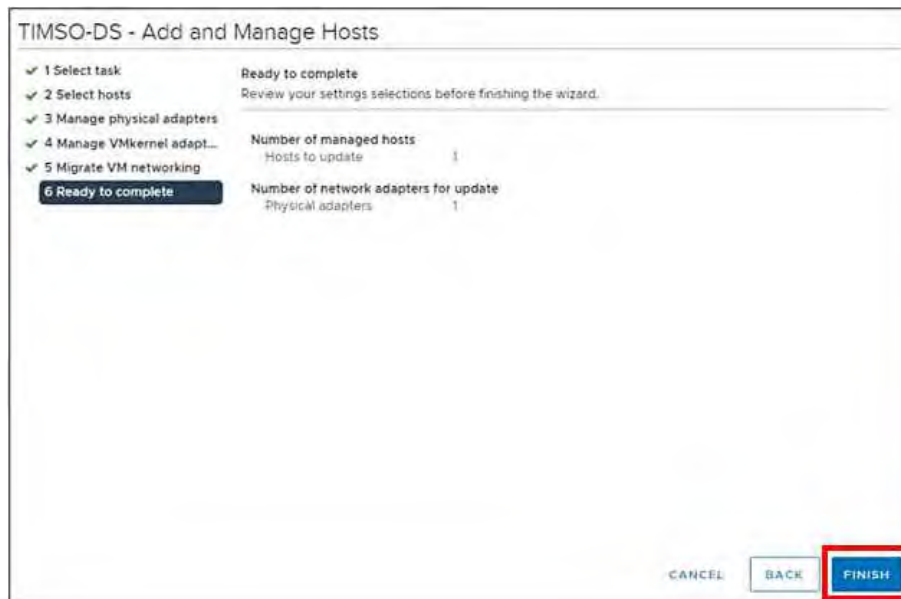 TIMSO-DS - Add and Manage Hosts
✓ 1 Select task
✓ 2 Select hosts
✓ 3 Manage physical adapters
✓ 4 Manage VMkernel adapt...
✓ 5 Migrate VM networking
6 Ready to complete
Ready to complete
Review your settings selections before finishing the wizard.
Number of managed hosts
Hosts to update 1
Number of network adapters for update
Physical adapters 1
CANCEL BACK FINISH